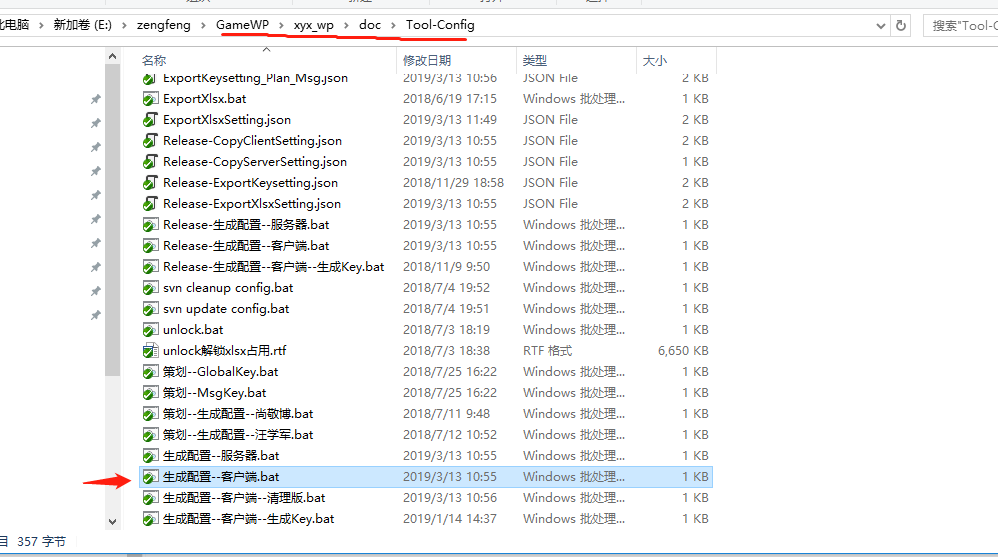 比电脑 › 新加卷 (E:) › zengfeng › GameWP › xyx_wp › doc › Tool-Config 搜索"Tool-C
名称 修改日期 类型 大小
ExportKeysetting_Plan_Msg.json 2019/3/13 10:56 JSON File 2 KB
ExportXlsx.bat 2018/6/19 17:15 Windows 批处理... 1 KB
ExportXlsxSetting.json 2019/3/13 11:49 JSON File 2 KB
Release-CopyClientSetting.json 2019/3/13 10:55 JSON File 1 KB
Release-CopyServerSetting.json 2019/3/13 10:55 JSON File 1 KB
Release-ExportKeysetting.json 2018/11/29 18:58 JSON File 2 KB
Release-ExportXlsxSetting.json 2019/3/13 10:55 JSON File 2 KB
Release-生成配置--服务器.bat 2019/3/13 10:55 Windows 批处理... 1 KB
Release-生成配置--客户端.bat 2019/3/13 10:55 Windows 批处理... 1 KB
Release-生成配置--客户端--生成Key.bat 2018/11/9 9:50 Windows 批处理... 1 KB
svn cleanup config.bat 2018/7/4 19:52 Windows 批处理... 1 KB
svn update config.bat 2018/7/4 19:51 Windows 批处理... 1 KB
unlock.bat 2018/7/3 18:19 Windows 批处理... 1 KB
unlock解锁xlsx占用.rtf 2018/7/3 18:38 RTF 格式 6,650 KB
策划--GlobalKey.bat 2018/7/25 16:22 Windows 批处理... 1 KB
策划--MsgKey.bat 2018/7/25 16:22 Windows 批处理... 1 KB
策划--生成配置--尚敬博.bat 2018/7/11 9:48 Windows 批处理... 1 KB
策划--生成配置--汪学军.bat 2018/7/12 10:52 Windows 批处理... 1 KB
生成配置--服务器.bat 2019/3/13 10:55 Windows 批处理... 1 KB
生成配置--客户端.bat 2019/3/13 10:55 Windows 批处理... 1 KB
生成配置--客户端--清理版.bat 2019/3/13 10:56 Windows 批处理... 1 KB
生成配置--客户端--生成Key.bat 2019/1/14 14:37 Windows 批处理... 1 KB
357 字节